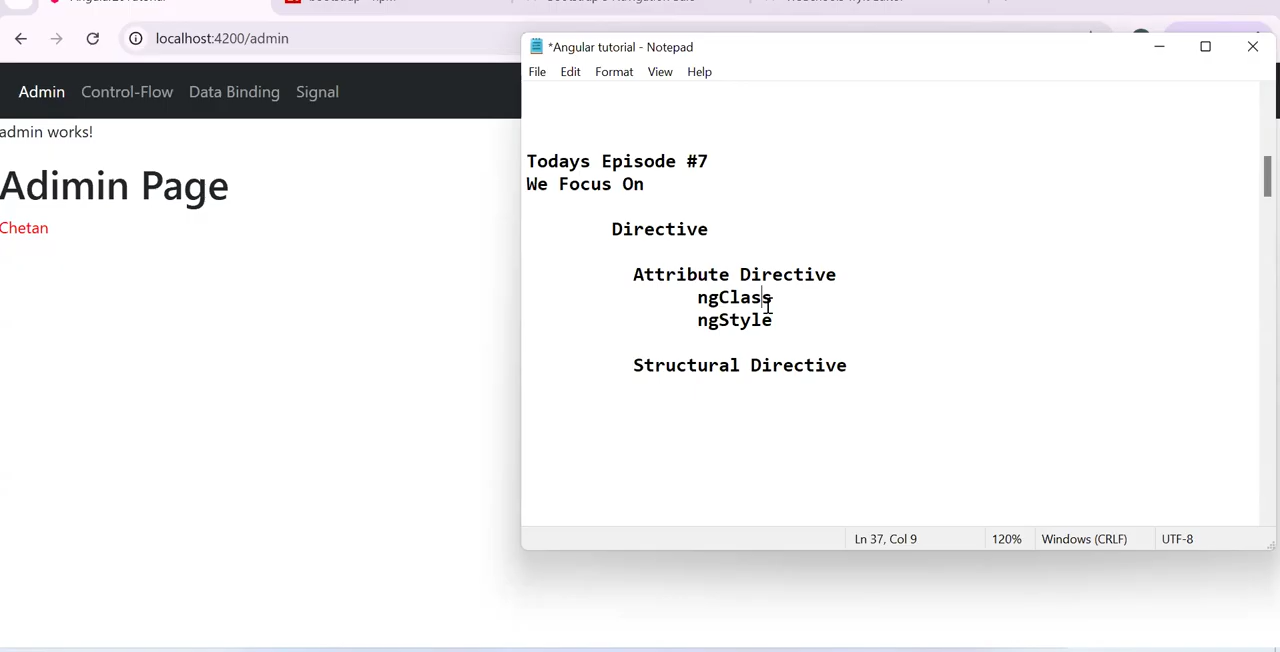 localhost:4200/admin
Admin Control-Flow Data Binding Signal
admin works!
Adimin Page
Chetan
*Angular tutorial - Notepad
File Edit Format View Help
Todays Episode #7
We Focus On
Directive
Attribute Directive
ngClass
ngStyle
Structural Directive
Ln 37, Col 9 120% Windows (CRLF) UTF-8